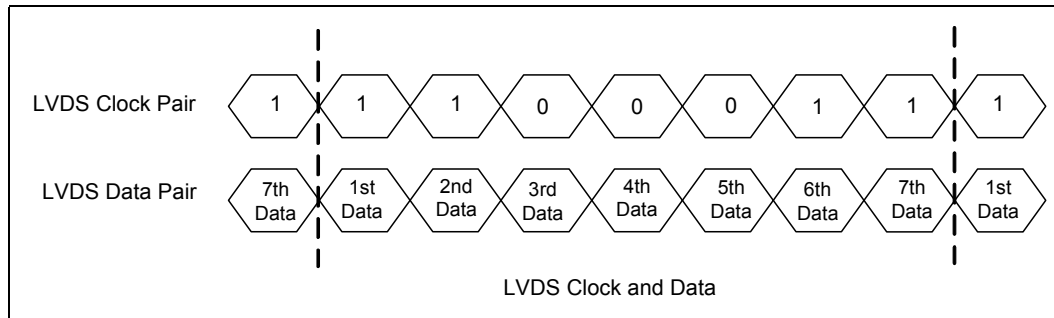 LVDS Clock Pair 1 1 1 0 0 0 1 1 1
LVDS Data Pair
7th Data
1st Data
2nd Data
3rd Data
4th Data
5th Data
6th Data
7th Data
1st Data
LVDS Clock and Data